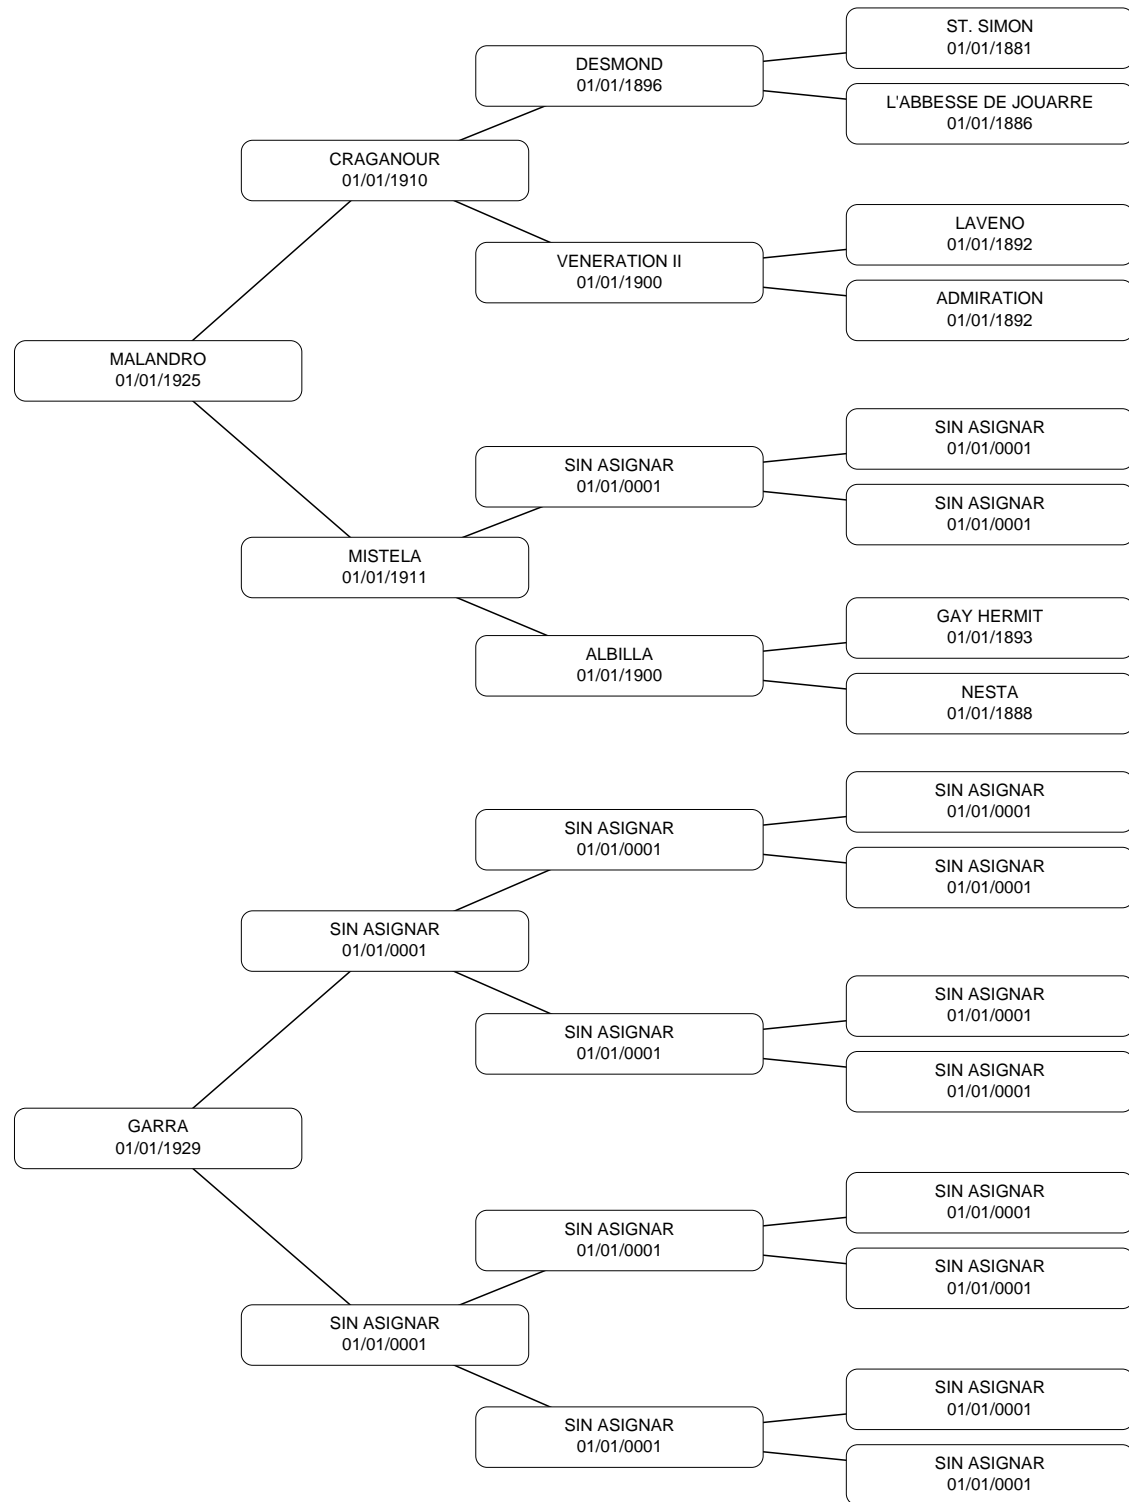 ST. SIMON
01/01/1881
DESMOND
01/01/1896
L'ABBESSE DE JOUARRE
01/01/1886
CRAGANOUR
01/01/1910
LAVENO
01/01/1892
VENERATION II
01/01/1900
ADMIRATION
01/01/1892
MALANDRO
01/01/1925
SIN ASIGNAR
01/01/0001
SIN ASIGNAR
01/01/0001
SIN ASIGNAR
01/01/0001
MISTELA
01/01/1911
GAY HERMIT
01/01/1893
ALBILLA
01/01/1900
NESTA
01/01/1888
SIN ASIGNAR
01/01/0001
SIN ASIGNAR
01/01/0001
SIN ASIGNAR
01/01/0001
SIN ASIGNAR
01/01/0001
SIN ASIGNAR
01/01/0001
SIN ASIGNAR
01/01/0001
SIN ASIGNAR
01/01/0001
GARRA
01/01/1929
SIN ASIGNAR
01/01/0001
SIN ASIGNAR
01/01/0001
SIN ASIGNAR
01/01/0001
SIN ASIGNAR
01/01/0001
SIN ASIGNAR
01/01/0001
SIN ASIGNAR
01/01/0001
SIN ASIGNAR
01/01/0001